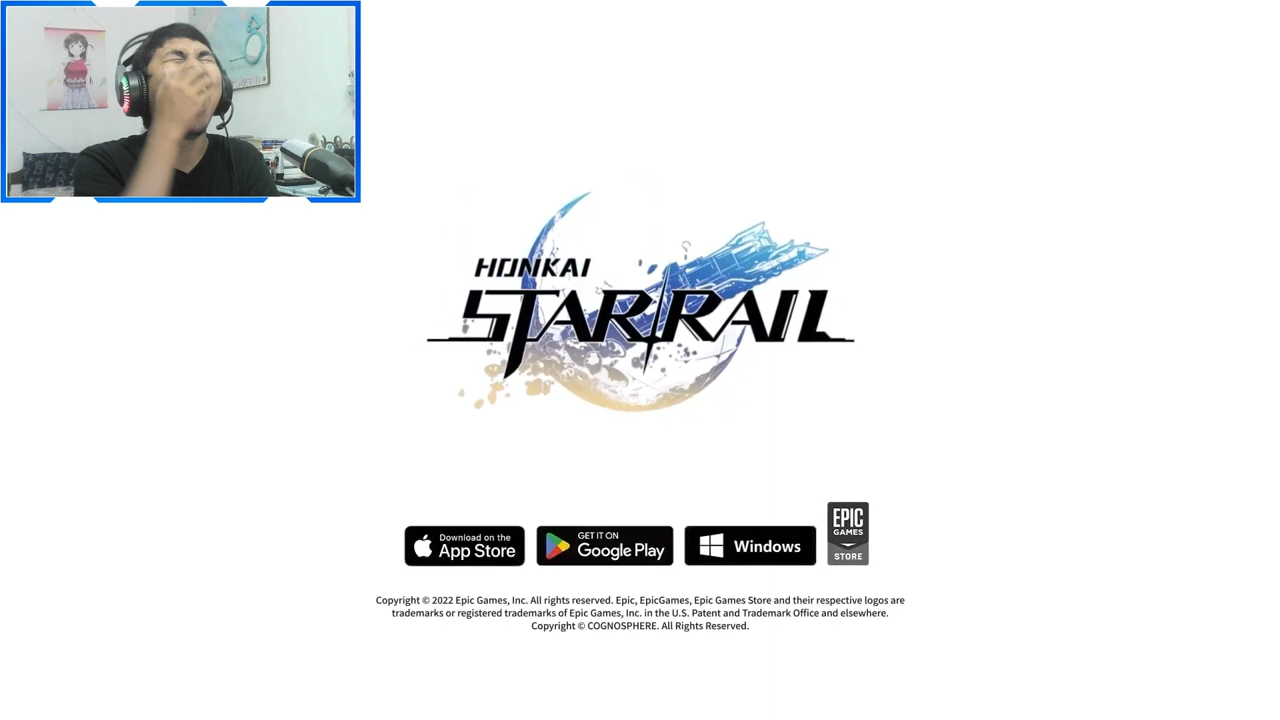 HONKAI
STAR RAIL
Download on the
App Store
GET IT ON
Google Play
Windows
EPIC
GAMES
STORE
Copyright © 2022 Epic Games, Inc. All rights reserved. Epic, EpicGames, Epic Games Store and their respective logos are
trademarks or registered trademarks of Epic Games, Inc. in the U.S. Patent and Trademark Office and elsewhere.
Copyright © COGNOSPHERE. All Rights Reserved.